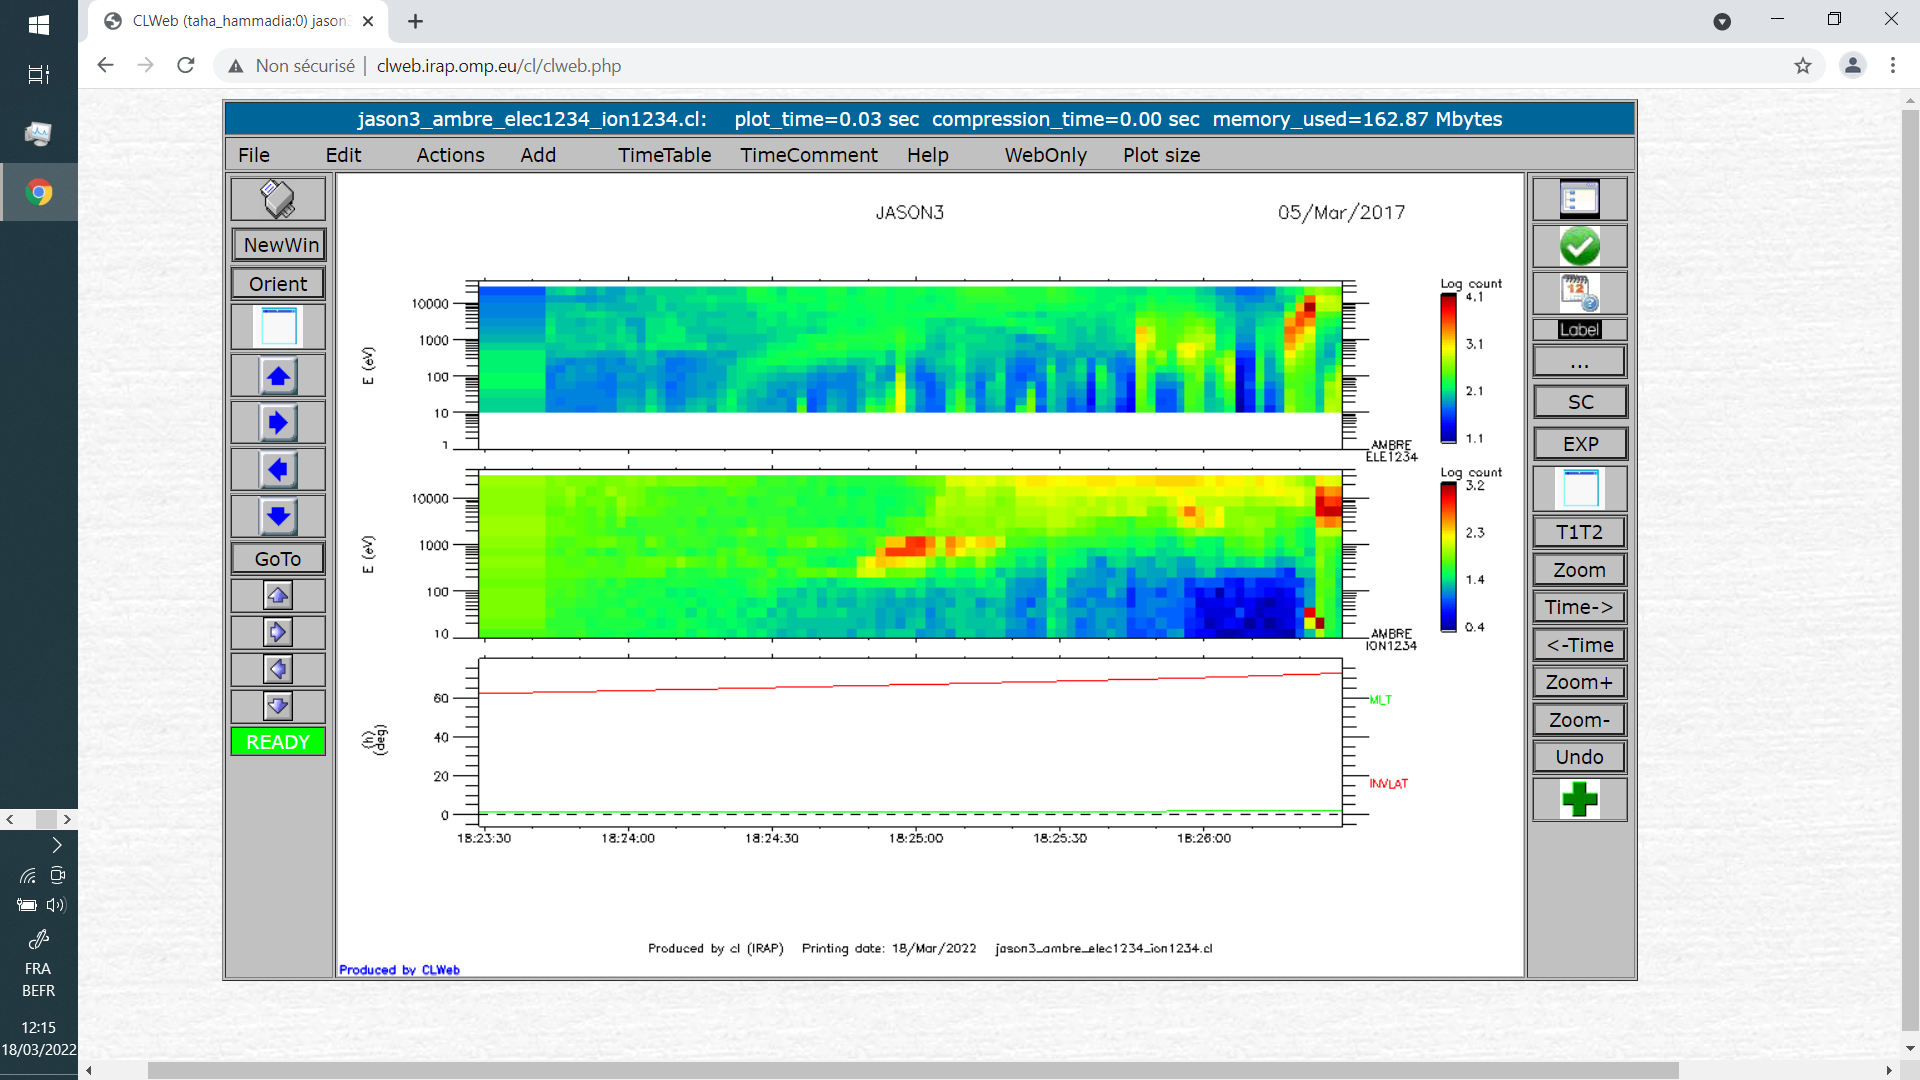 CLWeb (taha_hammadia:0) jason
Non sécurisé | clweb.irap.omp.eu/cl/clweb.php
jason3_ambre_elec1234_ion1234.cl: plot_time=0.03 sec compression_time=0.00 sec memory_used=162.87 Mbytes
File Edit Actions Add TimeTable TimeComment Help WebOnly Plot size
NewWin
Orient
GoTo
READY
JASON3 05/Mar/2017
10000
1000
100
10
1
E (eV)
Log count
4.1
3.1
2.1
1.1
AMBRE
ELE1234
10000
1000
100
10
E (eV)
Log count
3.2
2.3
1.4
0.4
AMBRE
ION1234
60
40
20
0
(h)
(deg)
MLT
INVLAT
18:23:30 18:24:00 18:24:30 18:25:00 18:25:30 18:26:00
Produced by cl (IRAP) Printing date: 18/Mar/2022 jason3_ambre_elec1234_ion1234.cl
Produced by CLWeb
12
Label
...
SC
EXP
T1T2
Zoom
Time->
<-Time
Zoom+
Zoom-
Undo
FRA
BEFR
12:15
18/03/2022